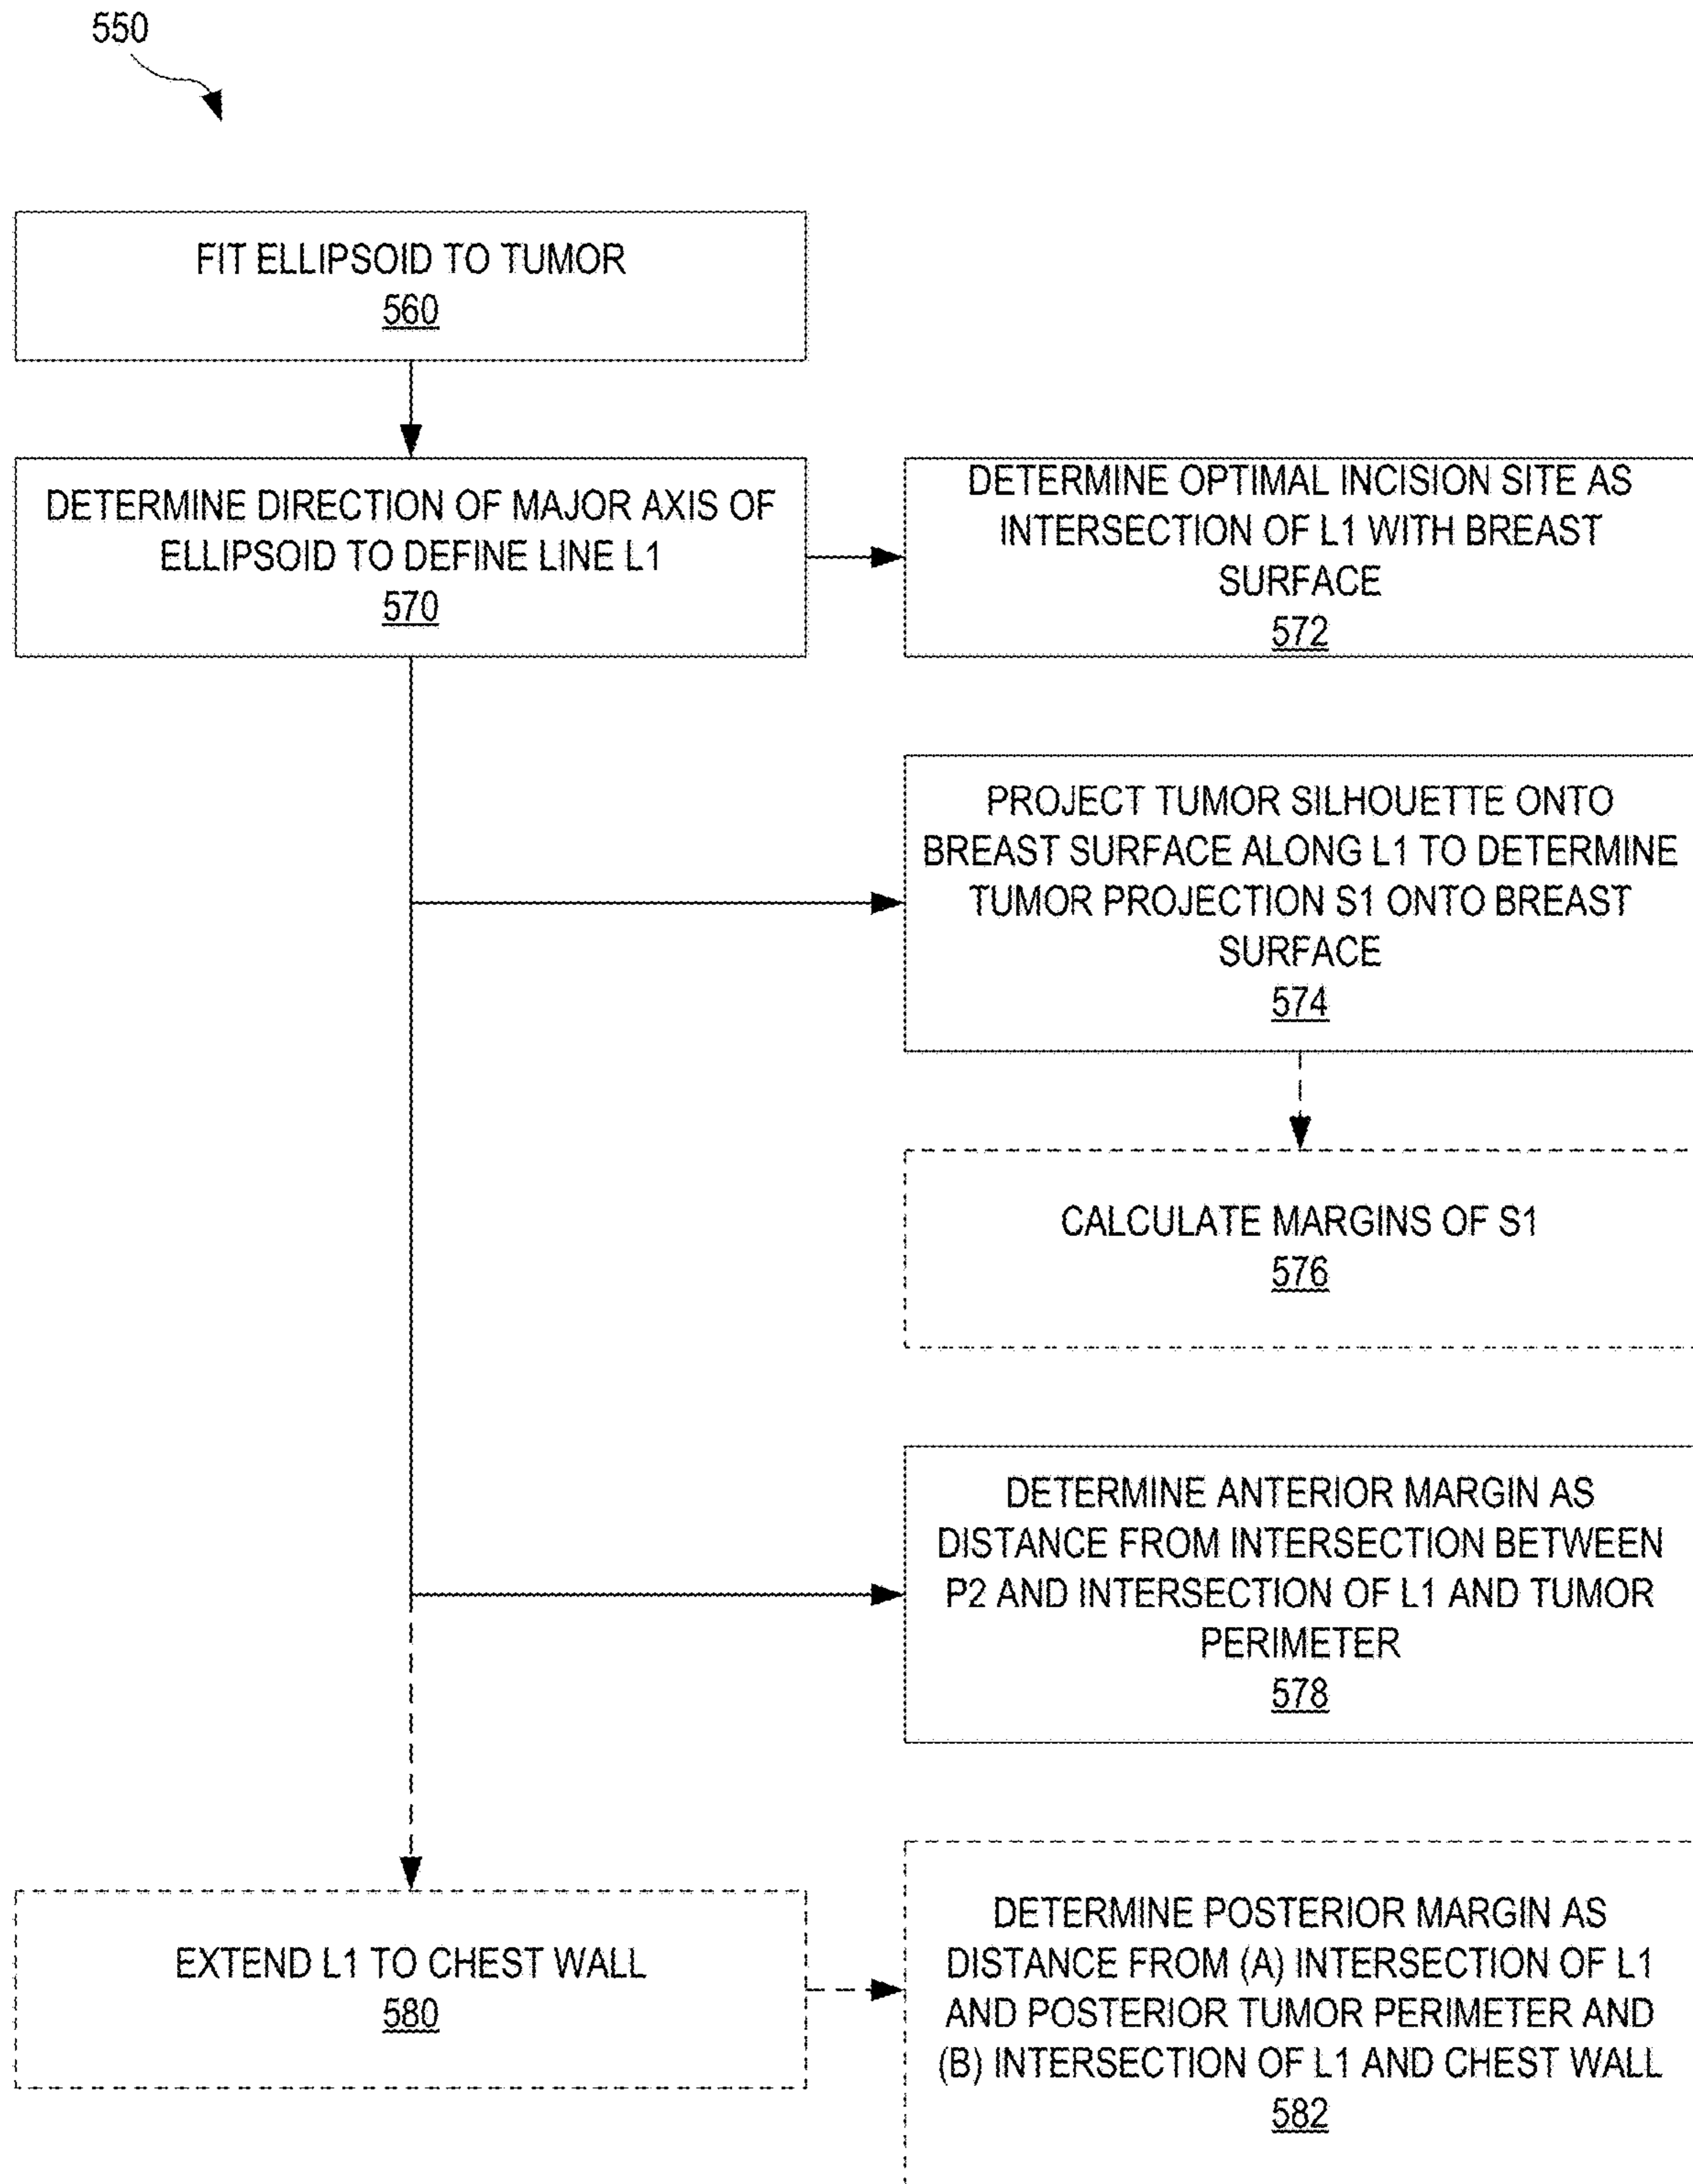 550
FIT ELLIPSOID TO TUMOR
560
DETERMINE DIRECTION OF MAJOR AXIS OF
ELLIPSOID TO DEFINE LINE L1
570
DETERMINE OPTIMAL INCISION SITE AS
INTERSECTION OF L1 WITH BREAST
SURFACE
572
PROJECT TUMOR SILHOUETTE ONTO
BREAST SURFACE ALONG L1 TO DETERMINE
TUMOR PROJECTION S1 ONTO BREAST
SURFACE
574
CALCULATE MARGINS OF S1
576
DETERMINE ANTERIOR MARGIN AS
DISTANCE FROM INTERSECTION BETWEEN
P2 AND INTERSECTION OF L1 AND TUMOR
PERIMETER
578
EXTEND L1 TO CHEST WALL
580
DETERMINE POSTERIOR MARGIN AS
DISTANCE FROM (A) INTERSECTION OF L1
AND POSTERIOR TUMOR PERIMETER AND
(B) INTERSECTION OF L1 AND CHEST WALL
582